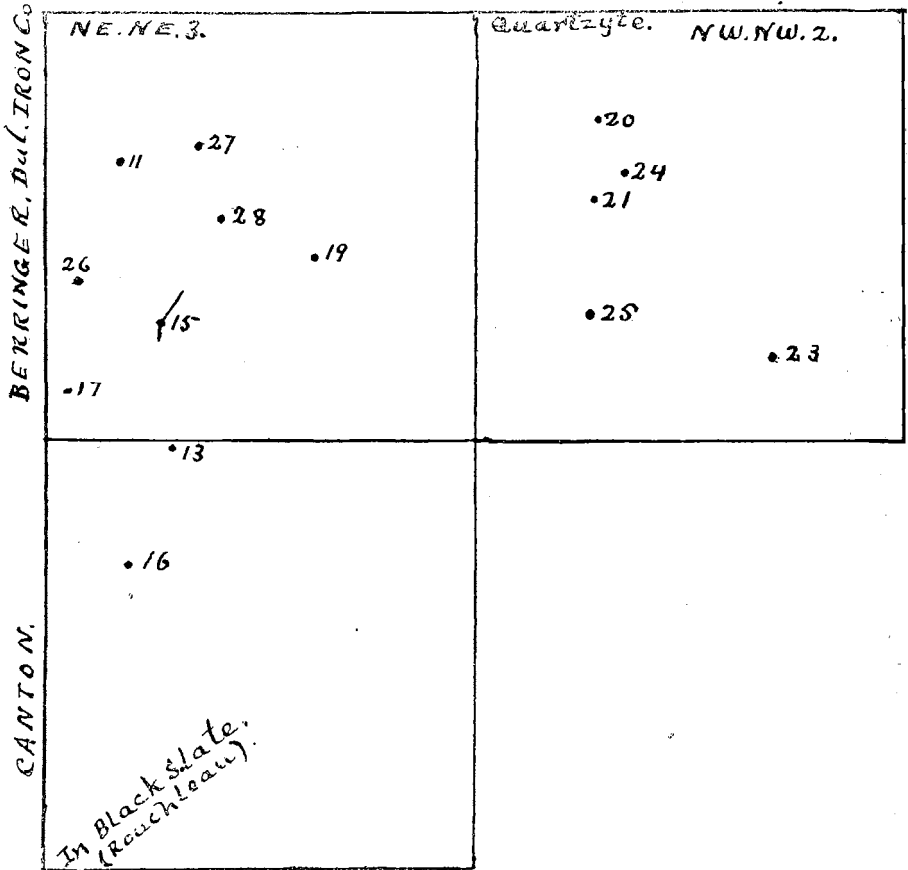 BERRINGER, Dul. IRON Co
NE.NE.3.
Quartzyte.
NW.NW.2.
20
27
11
24
21
28
19
26
25
15
23
17
13
16
CANTON.
In Black Slate.
(Rouchleau).